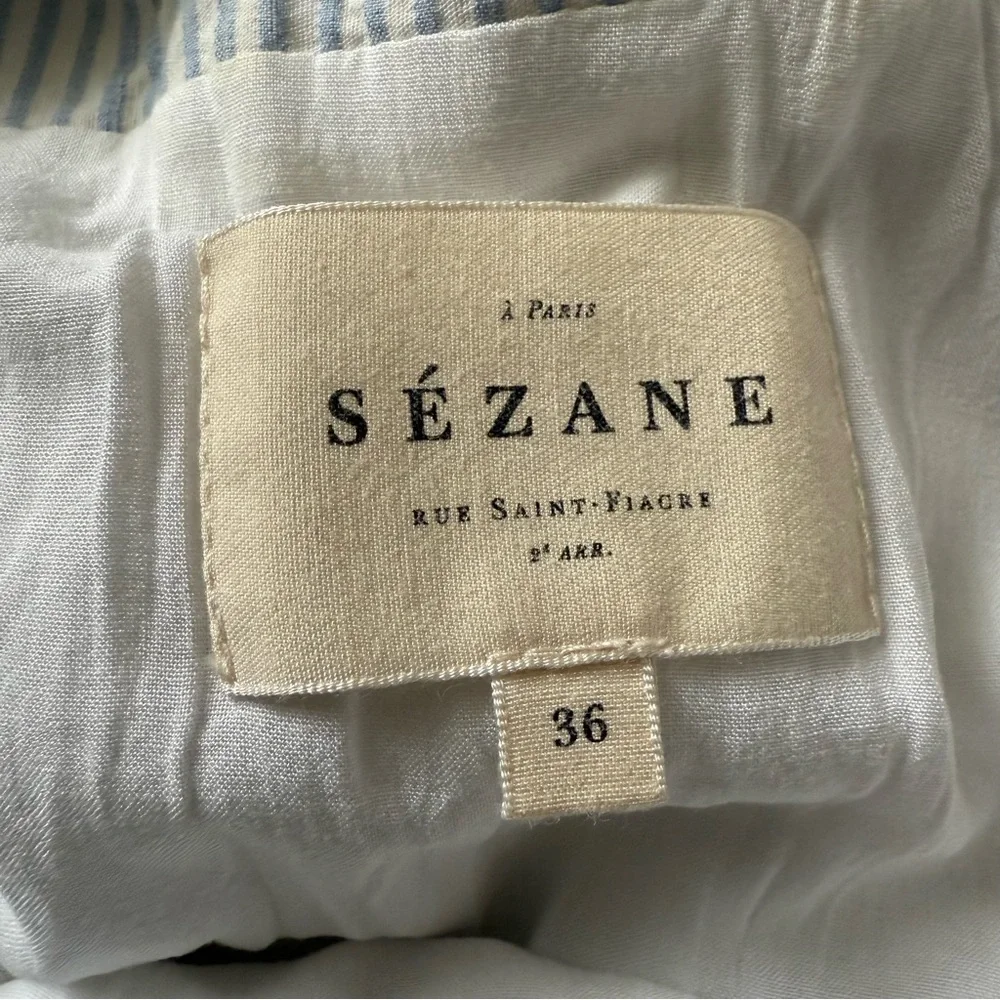 À PARIS
SÉZANE
RUE SAINT-FIACRE
2E ARR.
36